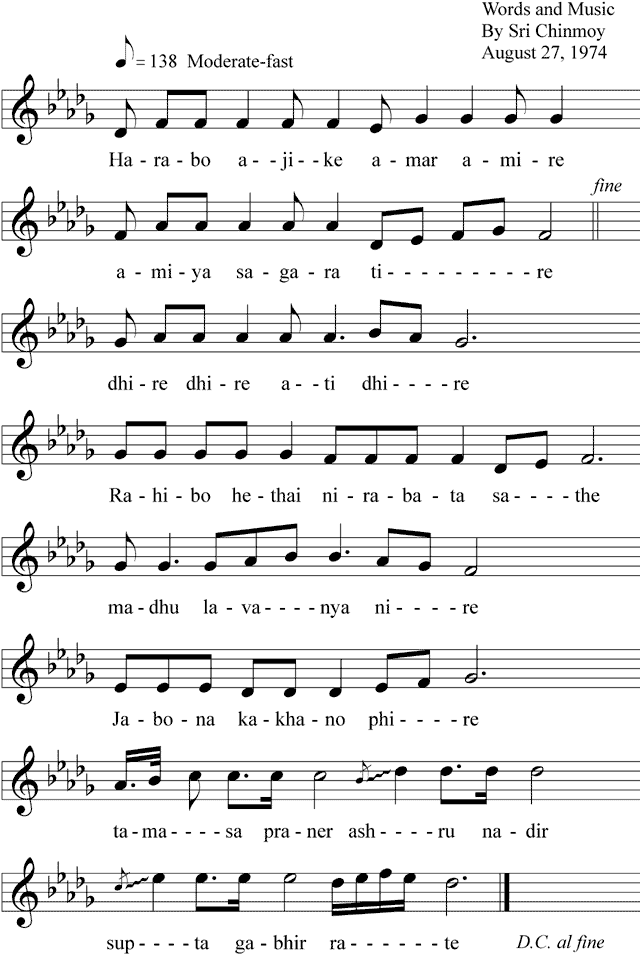 Words and Music
By Sri Chinmoy
August 27, 1974
= 138 Moderate-fast
Ha - ra - bo a - - ji - - ke a - mar a - mi - re
fine
a - mi - ya sa - ga - ra ti - - - - - - - - - - re
dhi - re dhi - re a - - ti dhi - - - - re
Ra - hi - bo he - thai ni - ra - ba - ta sa - - - - the
ma - dhu la - va - - - - nya ni - - - - re
Ja - bo - na ka - kha - no phi - - - - re
ta - ma - - - - sa pra - ner ash - - - - ru na - dir
sup - - - - - ta ga - bhir ra - - - - - te D.C. al fine